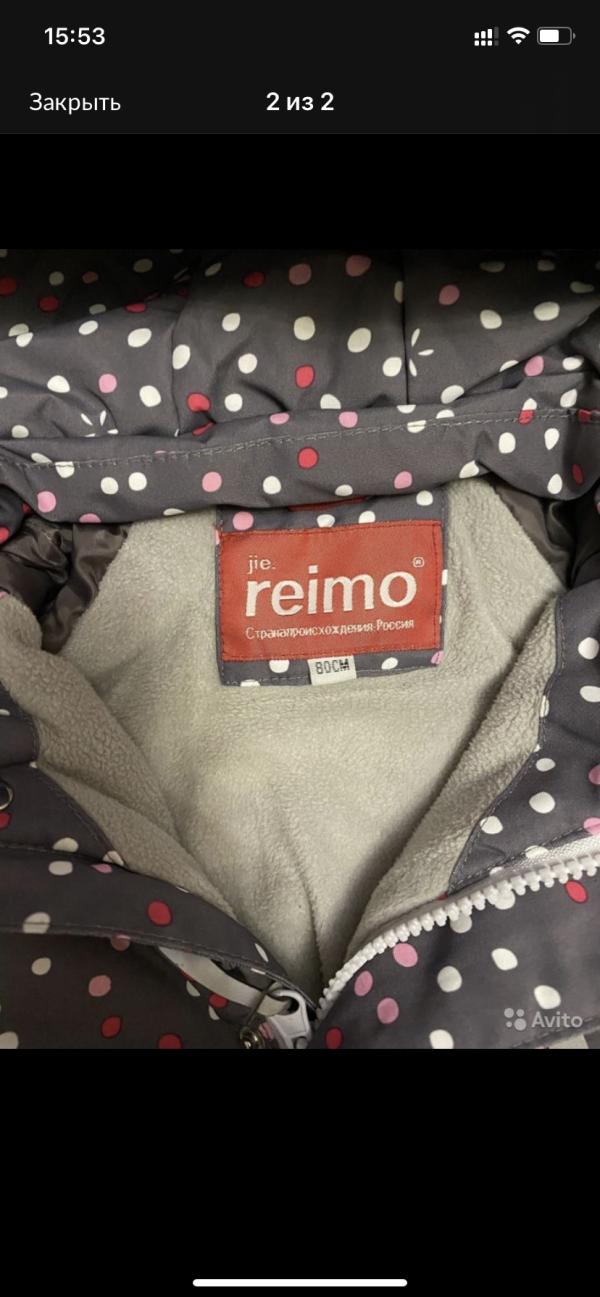 15:53
Закрыть
2 из 2
jie.
reimo®
Странапроисхождения-Россия
80CM
Avito